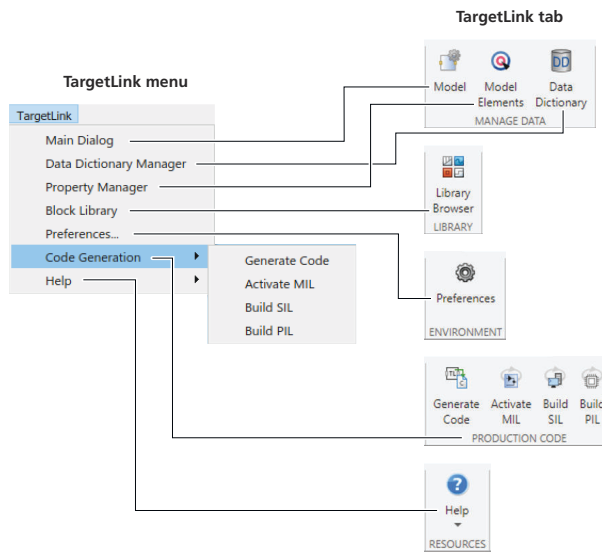 TargetLink tab
TargetLink menu
TargetLink
Main Dialog
Data Dictionary Manager
Property Manager
Block Library
Preferences...
Code Generation
Help
Generate Code
Activate MIL
Build SIL
Build PIL
DD
Model
Model
Elements
Data
Dictionary
MANAGE DATA
Library
Browser
LIBRARY
Preferences
ENVIRONMENT
TL
C
Generate
Code
Activate
MIL
Build
SIL
Build
PIL
PRODUCTION CODE
?
Help
RESOURCES